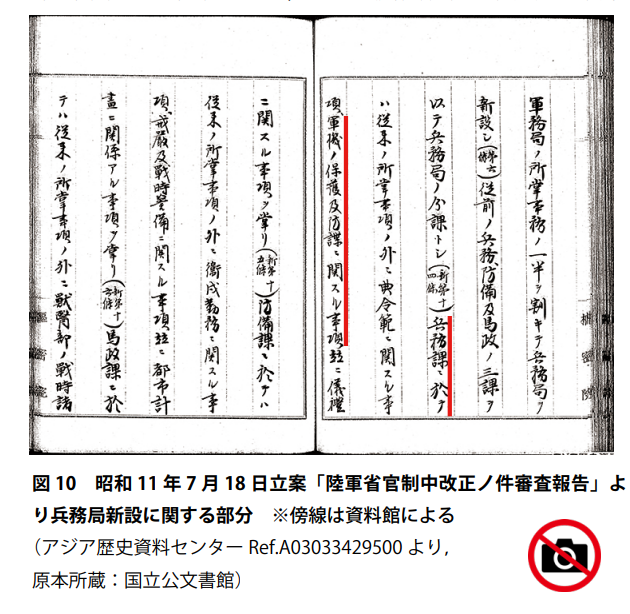 軍務局ノ所掌事務ノ一半ヲ割キテ兵務局ヲ
新設シ(第六條)従前ノ兵務、防備及馬政ノ三課ヲ
以テ兵務局ノ分課トシ(新第十四條)兵務課ニ於テ
ハ従来ノ所掌事項ノ外ニ典令範ニ関スル事
項、軍機ノ保護及防諜ニ関スル事項竝ニ儀禮
ニ関スル事項ヲ掌リ(新第十五條)防備課ニ於テハ
従来ノ所掌事項ノ外ニ衛戍勤務ニ関スル事
項、戒厳及戦時警備ニ関スル事項竝ニ都市計
畫ニ関係アル事項ヲ掌リ(新第十六條)馬政課ニ於
テハ従来ノ所掌事項ノ外ニ獣醫部ノ戦時諸
樞密院
図 10　昭和 11 年 7 月 18 日立案「陸軍省官制中改正ノ件審査報告」よ
り兵務局新設に関する部分　※傍線は資料館による
（アジア歴史資料センター Ref.A03033429500 より,
原本所蔵：国立公文書館）